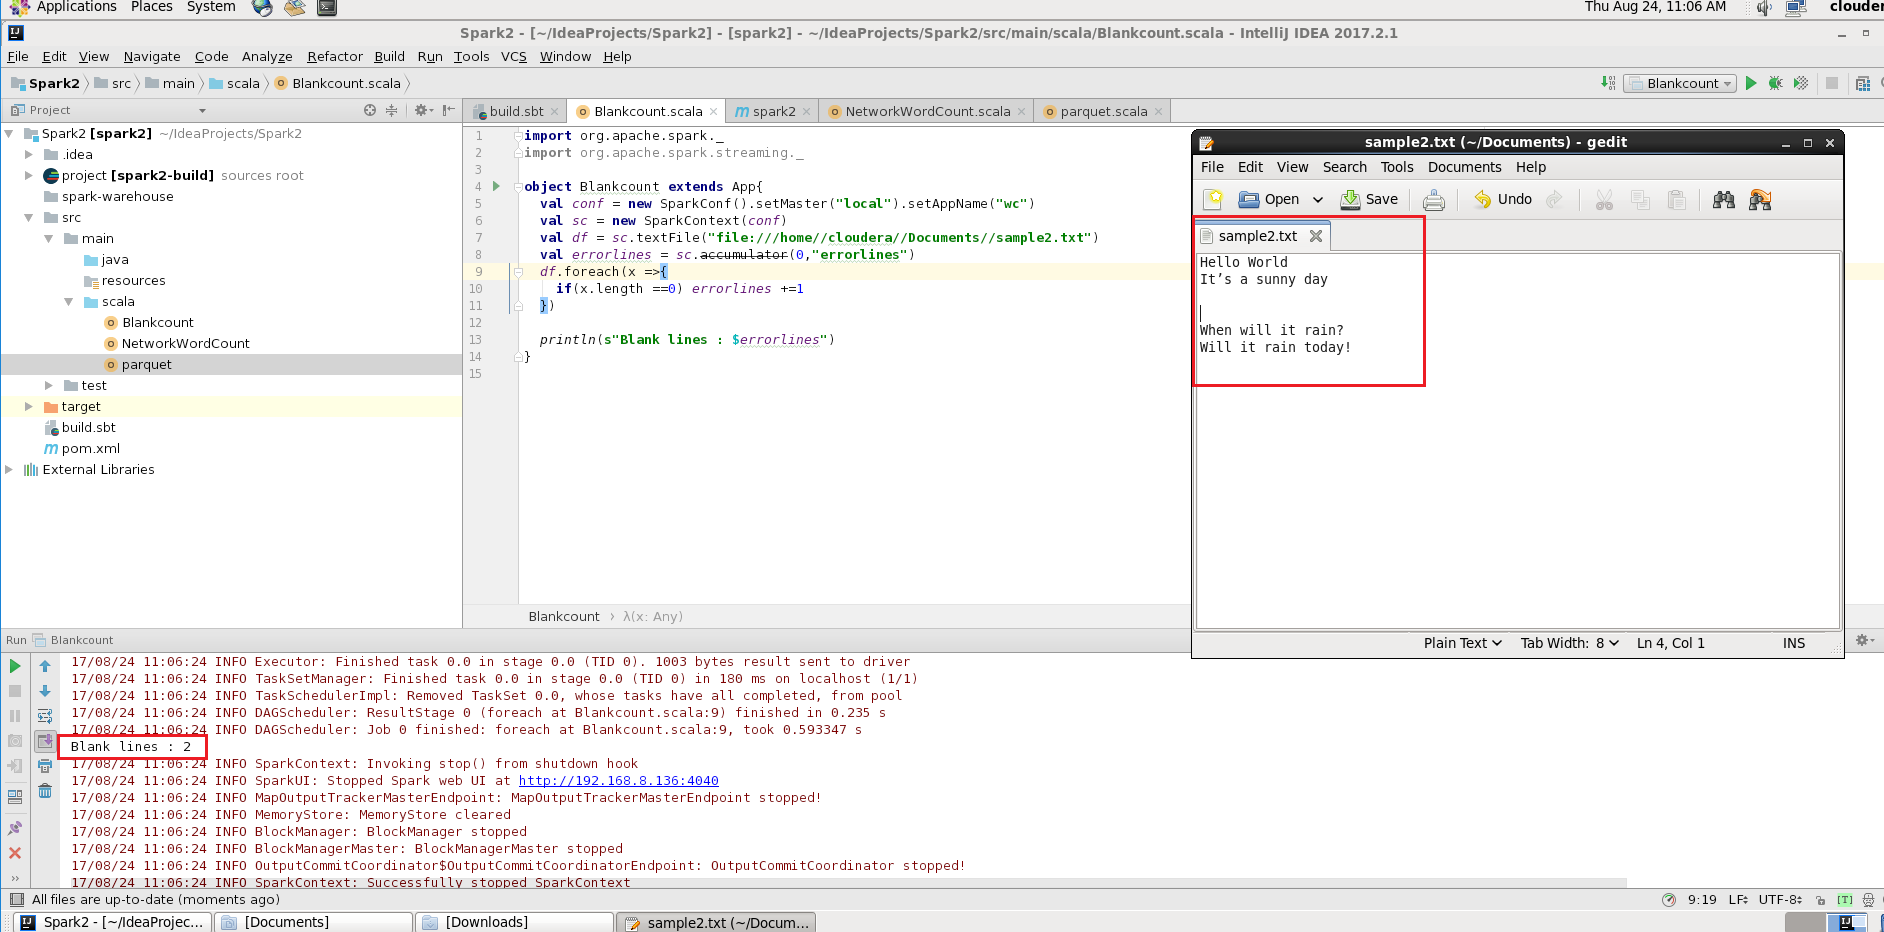 Applications Places System
Thu Aug 24, 11:06 AM
clouder
Spark2 - [~/IdeaProjects/Spark2] - [spark2] - ~/IdeaProjects/Spark2/src/main/scala/Blankcount.scala - IntelliJ IDEA 2017.2.1
File Edit View Navigate Code Analyze Refactor Build Run Tools VCS Window Help
Spark2 src main scala Blankcount.scala
Blankcount
Project
build.sbt Blankcount.scala spark2 NetworkWordCount.scala parquet.scala
Spark2 [spark2] ~/IdeaProjects/Spark2
.idea
project [spark2-build] sources root
spark-warehouse
src
main
java
resources
scala
Blankcount
NetworkWordCount
parquet
test
target
build.sbt
pom.xml
External Libraries
1 import org.apache.spark._
2 import org.apache.spark.streaming._
3
4 object Blankcount extends App{
5 val conf = new SparkConf().setMaster("local").setAppName("wc")
6 val sc = new SparkContext(conf)
7 val df = sc.textFile("file:///home//cloudera//Documents//sample2.txt")
8 val errorlines = sc.accumulator(0,"errorlines")
9 df.foreach(x =>{
10 if(x.length ==0) errorlines +=1
11 })
12
13 println(s"Blank lines : $errorlines")
14 }
15
Blankcount › λ(x: Any)
sample2.txt (~/Documents) - gedit
File Edit View Search Tools Documents Help
Open Save Undo
sample2.txt
Hello World
It’s a sunny day
When will it rain?
Will it rain today!
Plain Text Tab Width: 8 Ln 4, Col 1 INS
Run Blankcount
17/08/24 11:06:24 INFO Executor: Finished task 0.0 in stage 0.0 (TID 0). 1003 bytes result sent to driver
17/08/24 11:06:24 INFO TaskSetManager: Finished task 0.0 in stage 0.0 (TID 0) in 180 ms on localhost (1/1)
17/08/24 11:06:24 INFO TaskSchedulerImpl: Removed TaskSet 0.0, whose tasks have all completed, from pool
17/08/24 11:06:24 INFO DAGScheduler: ResultStage 0 (foreach at Blankcount.scala:9) finished in 0.235 s
17/08/24 11:06:24 INFO DAGScheduler: Job 0 finished: foreach at Blankcount.scala:9, took 0.593347 s
Blank lines : 2
17/08/24 11:06:24 INFO SparkContext: Invoking stop() from shutdown hook
17/08/24 11:06:24 INFO SparkUI: Stopped Spark web UI at http://192.168.8.136:4040
17/08/24 11:06:24 INFO MapOutputTrackerMasterEndpoint: MapOutputTrackerMasterEndpoint stopped!
17/08/24 11:06:24 INFO MemoryStore: MemoryStore cleared
17/08/24 11:06:24 INFO BlockManager: BlockManager stopped
17/08/24 11:06:24 INFO BlockManagerMaster: BlockManagerMaster stopped
17/08/24 11:06:24 INFO OutputCommitCoordinator$OutputCommitCoordinatorEndpoint: OutputCommitCoordinator stopped!
17/08/24 11:06:24 INFO SparkContext: Successfully stopped SparkContext
All files are up-to-date (moments ago)
9:19 LF UTF-8 [T]
Spark2 - [~/IdeaProjec... [Documents] [Downloads] sample2.txt (~/Docum...